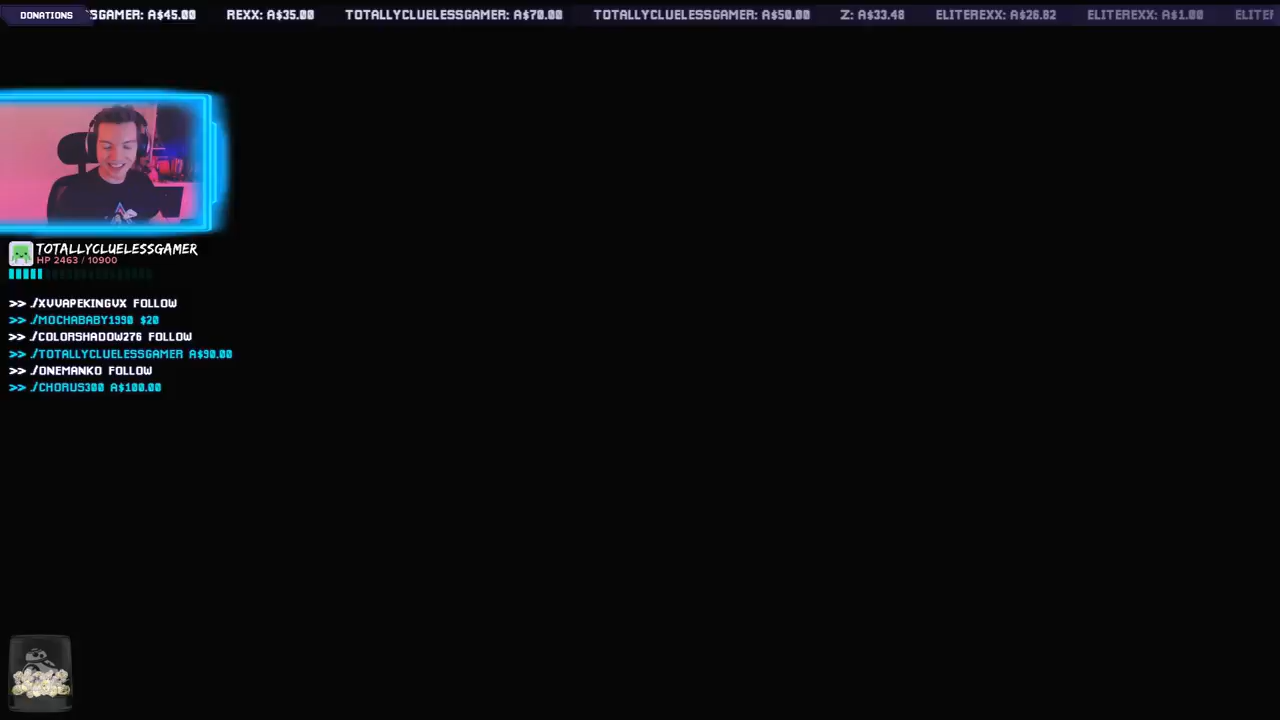 DONATIONS SGAMER: A$45.00 REXX: A$35.00 TOTALLYCLUELESSGAMER: A$70.00 TOTALLYCLUELESSGAMER: A$50.00 Z: A$33.48 ELITEREXX: A$26.82 ELITEREXX: A$1.00 ELITER
TOTALLYCLUELESSGAMER
HP 2463 / 10900
>> ./XVVAPEKINGVX FOLLOW
>> ./MOCHABABY1990 $20
>> ./COLORSHADOW276 FOLLOW
>> ./TOTALLYCLUELESSGAMER A$90.00
>> ./ONEMANKO FOLLOW
>> ./CHORUS300 A$100.00